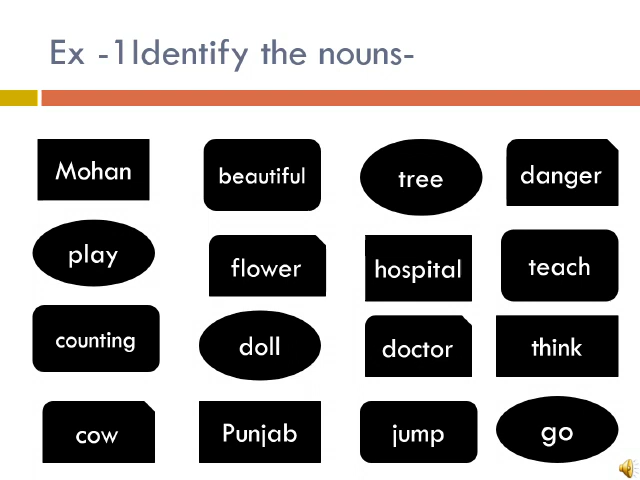 Ex -1Identify the nouns-
Mohan beautiful tree danger
play flower hospital teach
counting doll doctor think
cow Punjab jump go